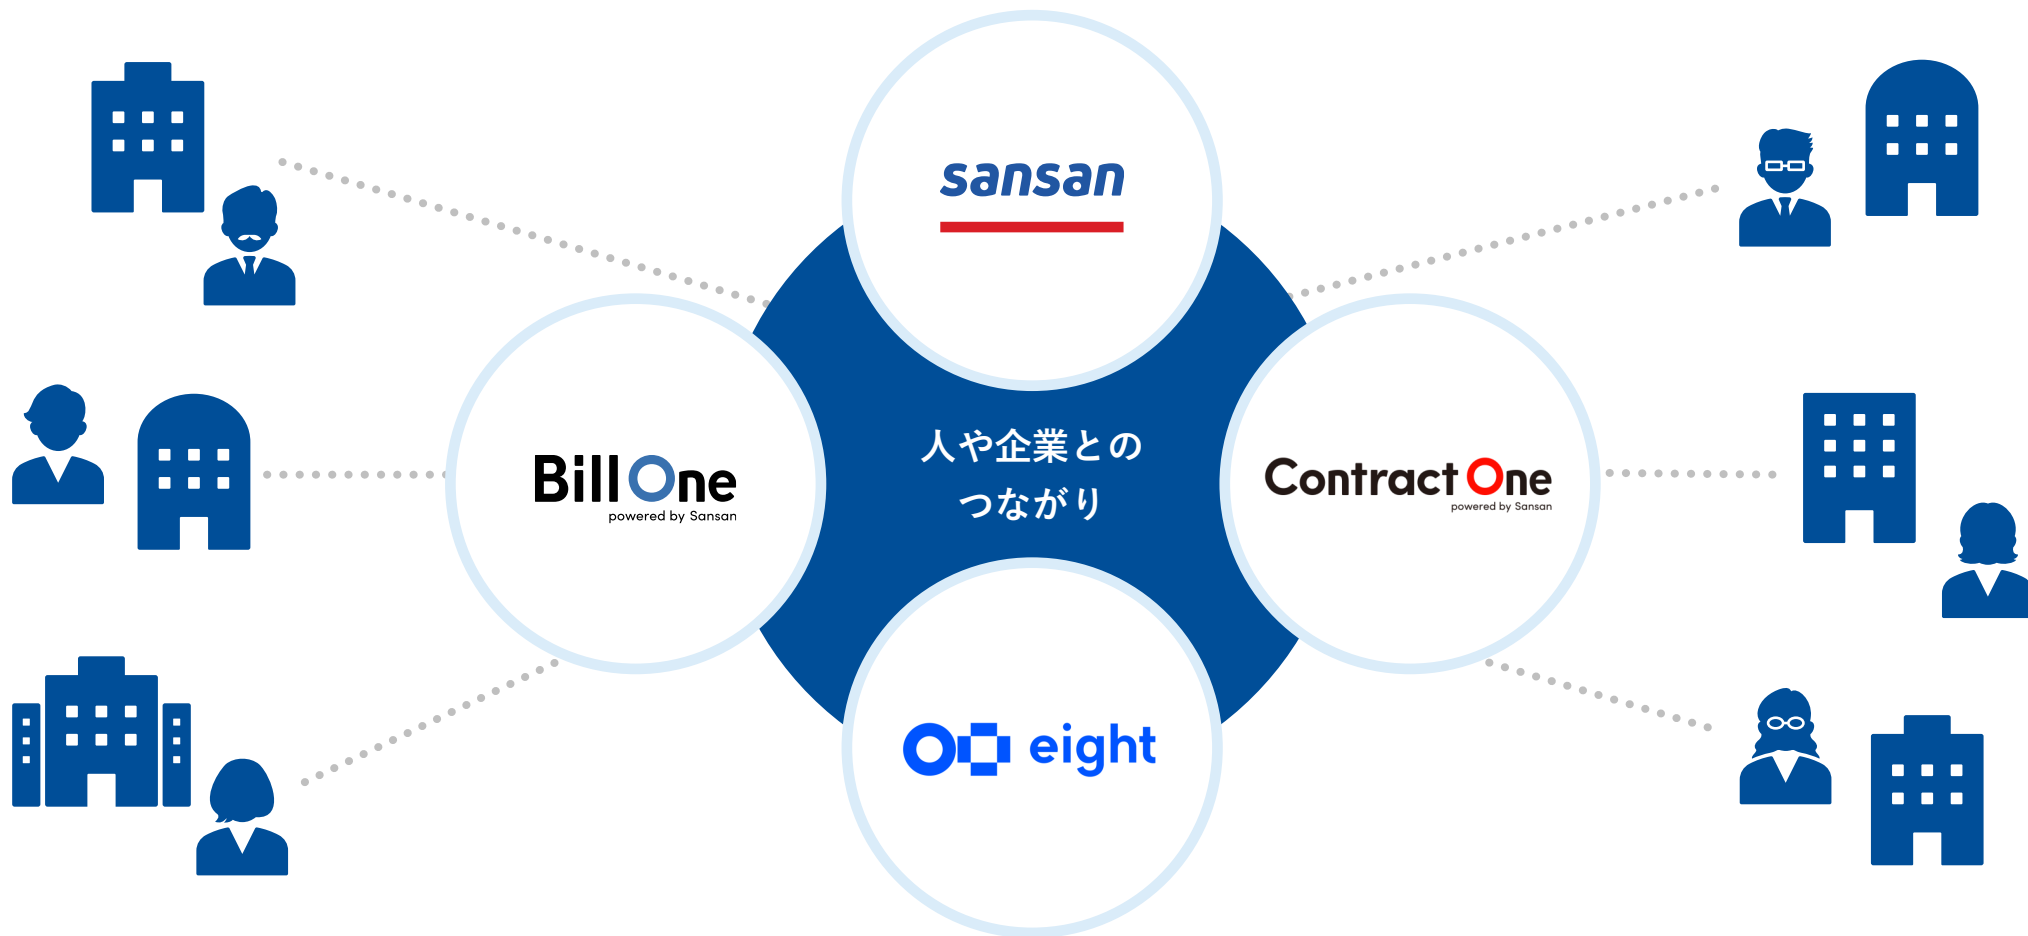 sansan
Bill One
powered by Sansan
人や企業との
つながり
Contract One
powered by Sansan
eight